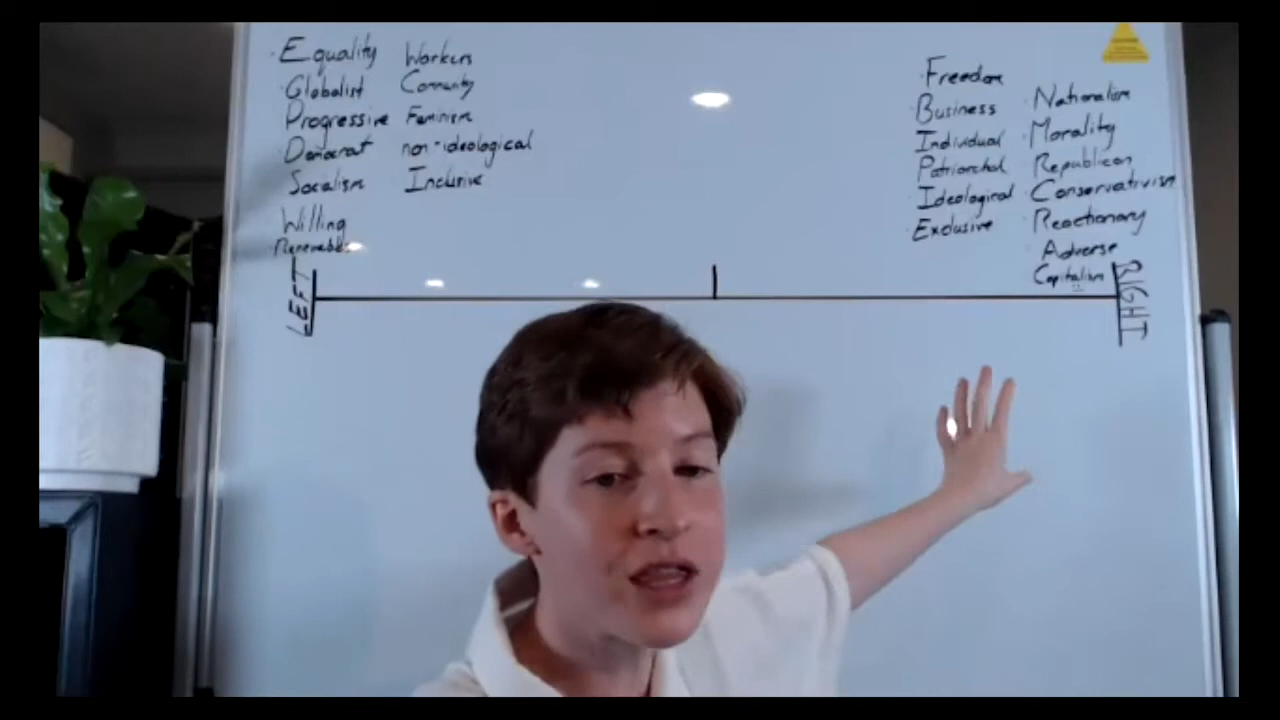 Equality
Globalist
Progressive
Democrat
Socialism
Willing
Renewable
Workers
Community
Feminism
non-ideological
Inclusive
Freedom
Business
Individual
Patriarchal
Ideological
Exclusive
Nationalism
Morality
Republican
Conservativism
Reactionary
Adverse
Capitalism
LEFT
RIGHT